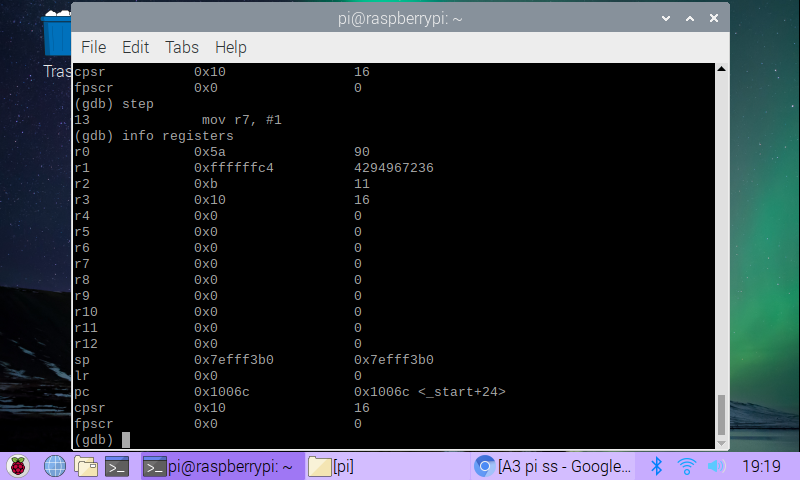 Tras
pi@raspberrypi: ~
File Edit Tabs Help
cpsr 0x10 16
fpscr 0x0 0
(gdb) step
13 mov r7, #1
(gdb) info registers
r0 0x5a 90
r1 0xffffffc4 4294967236
r2 0xb 11
r3 0x10 16
r4 0x0 0
r5 0x0 0
r6 0x0 0
r7 0x0 0
r8 0x0 0
r9 0x0 0
r10 0x0 0
r11 0x0 0
r12 0x0 0
sp 0x7efff3b0 0x7efff3b0
lr 0x0 0
pc 0x1006c 0x1006c <_start+24>
cpsr 0x10 16
fpscr 0x0 0
(gdb)
pi@raspberrypi: ~ [pi] [A3 pi ss - Google... 19:19